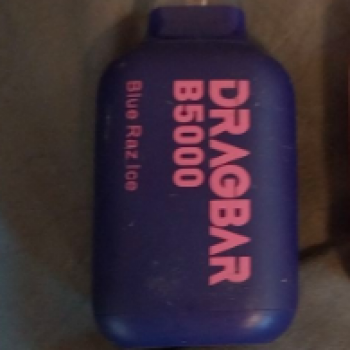 DRAGBAR
B5000
Blue Raz Ice